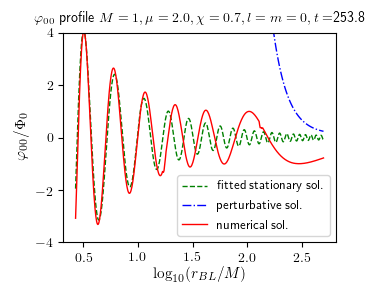 φ₀₀ profile M = 1, μ = 2.0, χ = 0.7, l = m = 0, t =253.8
4
2
0
−2
−4
φ₀₀/Φ₀
fitted stationary sol.
perturbative sol.
numerical sol.
0.5 1.0 1.5 2.0 2.5
log₁₀(r_BL/M)